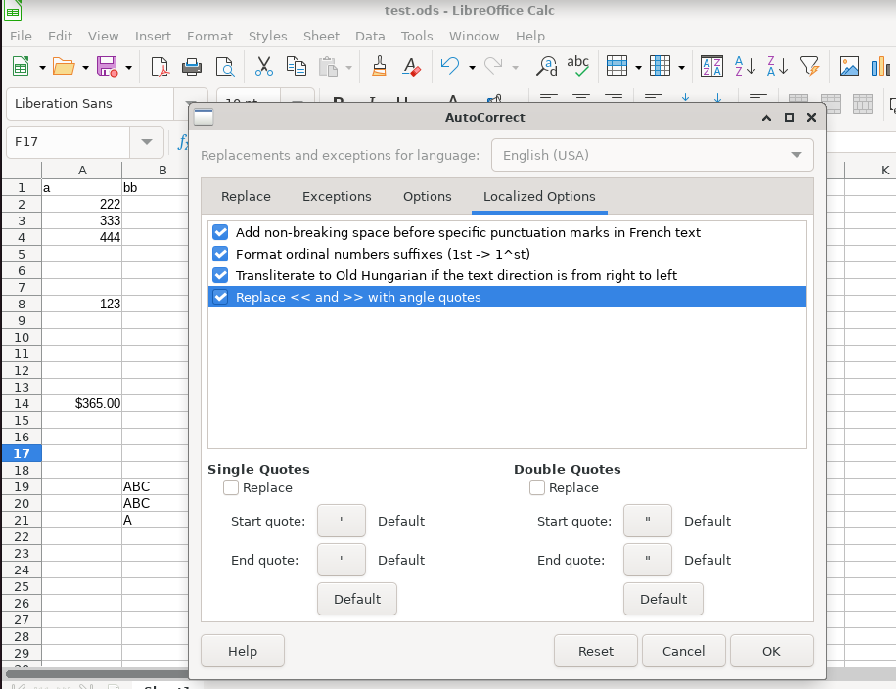 test.ods - LibreOffice Calc
File Edit View Insert Format Styles Sheet Data Tools Window Help
Liberation Sans
F17
AutoCorrect
Replacements and exceptions for language: English (USA)
Replace Exceptions Options Localized Options
A B K
1 a bb
2 222
3 333
4 444
5
6
7
8 123
9
10
11
12
13
14 $365.00
15
16
17
18
19 ABC
20 ABC
21 A
22
23
24
25
26
27
28
29
Add non-breaking space before specific punctuation marks in French text
Format ordinal numbers suffixes (1st -> 1^st)
Transliterate to Old Hungarian if the text direction is from right to left
Replace << and >> with angle quotes
Single Quotes
Replace
Start quote: ' Default
End quote: ' Default
Default
Double Quotes
Replace
Start quote: " Default
End quote: " Default
Default
Help Reset Cancel OK